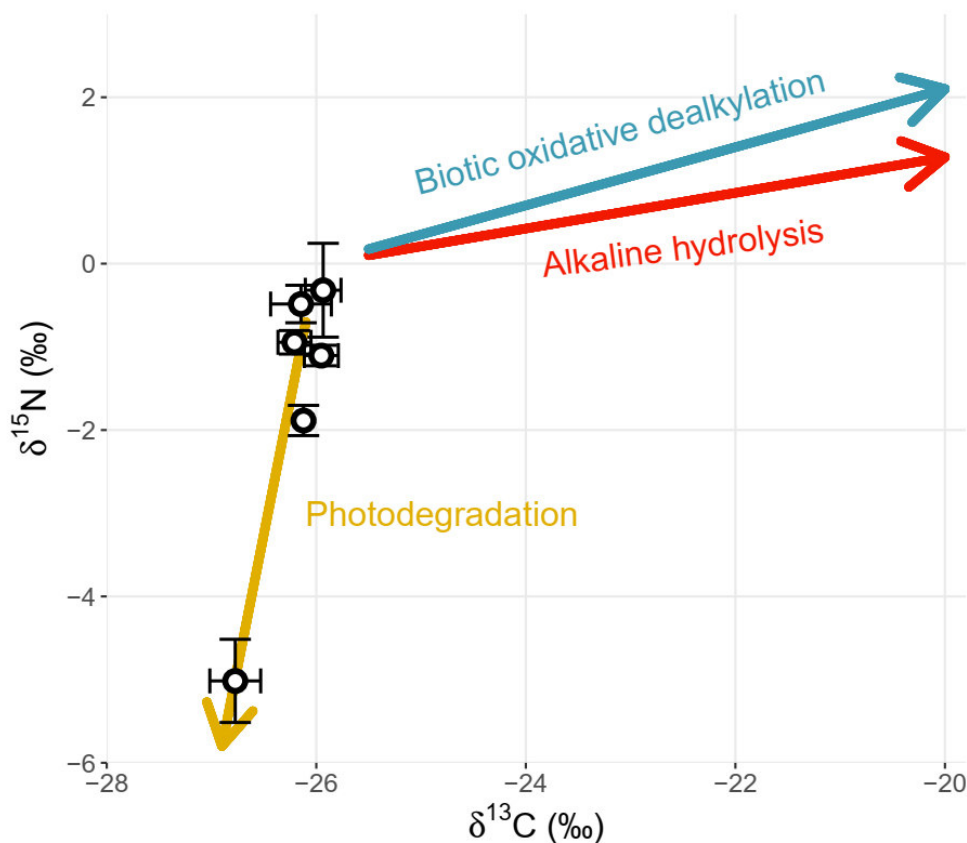 2
0
−2
−4
−6
δ¹⁵N (‰)
Biotic oxidative dealkylation
Alkaline hydrolysis
Photodegradation
−28
−26
−24
−22
−20
δ¹³C (‰)